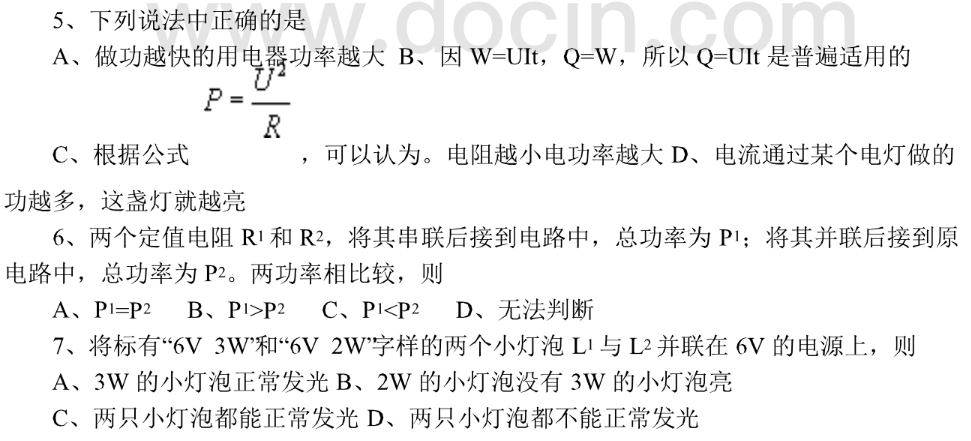 www.docin.com
5、下列说法中正确的是
A、做功越快的用电器功率越大 B、因 W=UIt，Q=W，所以 Q=UIt 是普遍适用的
P = U²/R
C、根据公式 ，可以认为。电阻越小电功率越大 D、电流通过某个电灯做的
功越多，这盏灯就越亮
6、两个定值电阻 R1 和 R2，将其串联后接到电路中，总功率为 P1；将其并联后接到原
电路中，总功率为 P2。两功率相比较，则
A、P1=P2 B、P1>P2 C、P1<P2 D、无法判断
7、将标有“6V 3W”和“6V 2W”字样的两个小灯泡 L1 与 L2 并联在 6V 的电源上，则
A、3W 的小灯泡正常发光 B、2W 的小灯泡没有 3W 的小灯泡亮
C、两只小灯泡都能正常发光 D、两只小灯泡都不能正常发光